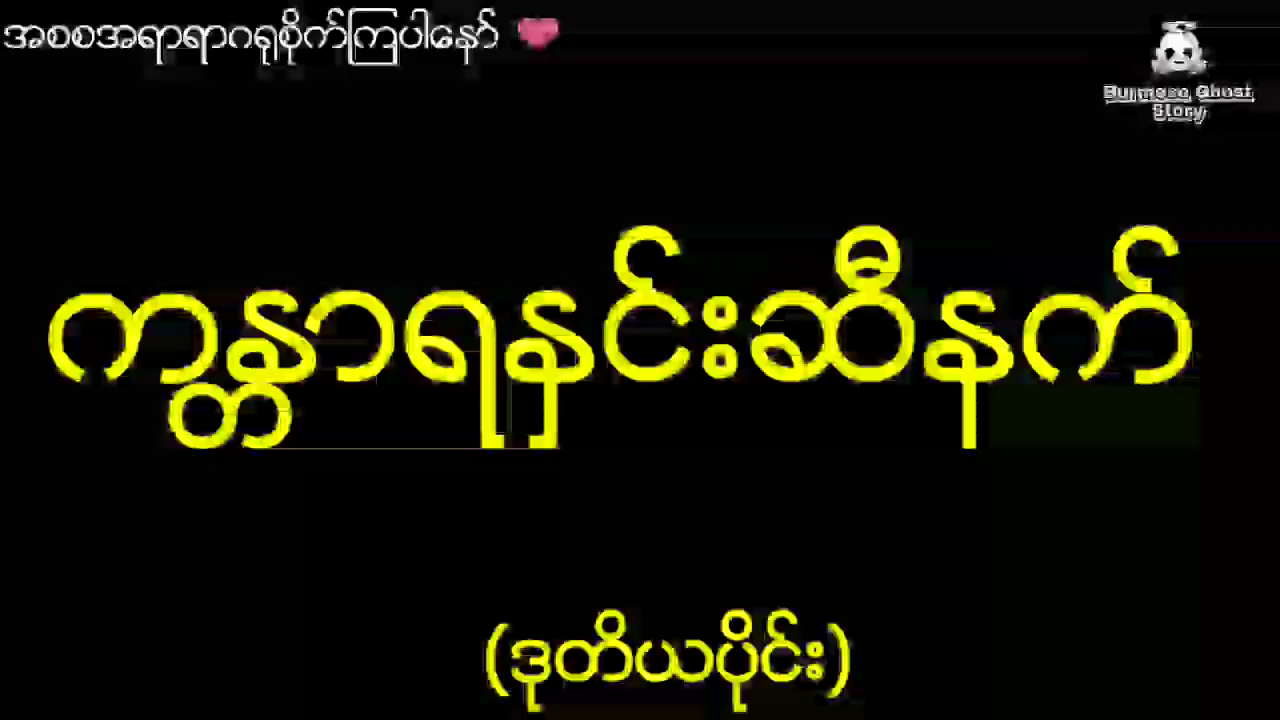 အစစအရာရာဂရုစိုက်ကြပါနော် ❤
Burmese Ghost
Story
ကန္တာရနှင်းဆီနက်
(ဒုတိယပိုင်း)